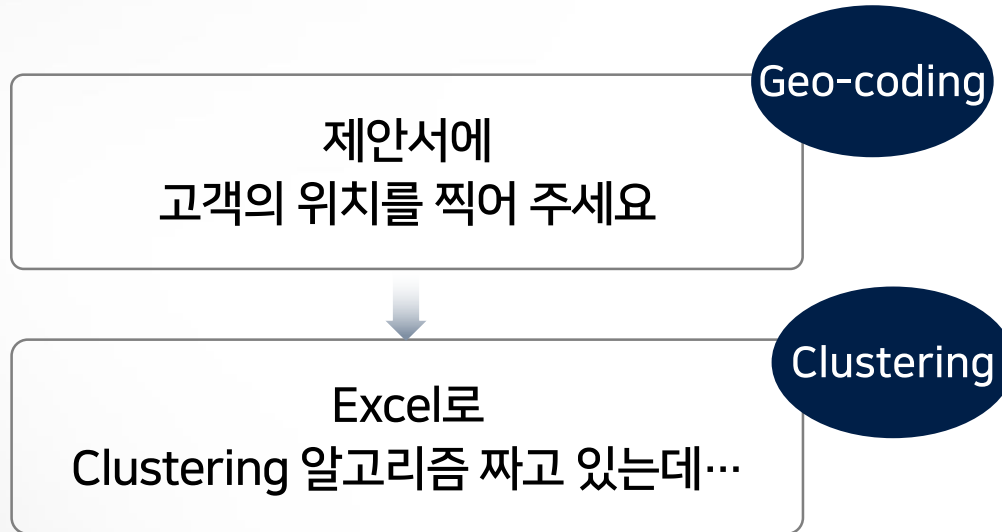 Geo-coding
제안서에
고객의 위치를 찍어 주세요
Clustering
Excel로
Clustering 알고리즘 짜고 있는데…